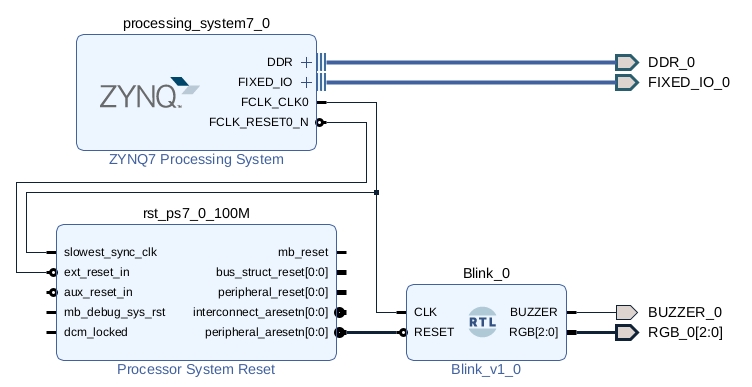 processing_system7_0
DDR
FIXED_IO
FCLK_CLK0
FCLK_RESET0_N
ZYNQ
ZYNQ7 Processing System
DDR_0
FIXED_IO_0
rst_ps7_0_100M
slowest_sync_clk
ext_reset_in
aux_reset_in
mb_debug_sys_rst
dcm_locked
mb_reset
bus_struct_reset[0:0]
peripheral_reset[0:0]
interconnect_aresetn[0:0]
peripheral_aresetn[0:0]
Processor System Reset
Blink_0
CLK
RESET
RTL
BUZZER
RGB[2:0]
Blink_v1_0
BUZZER_0
RGB_0[2:0]